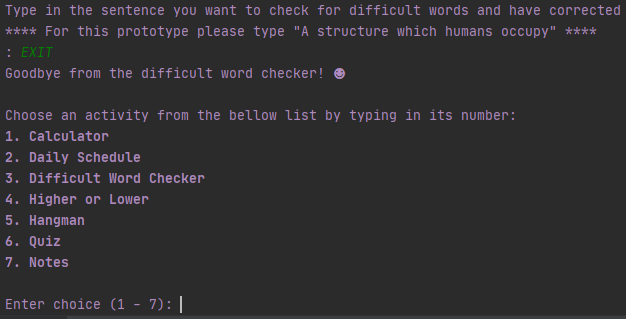 Type in the sentence you want to check for difficult words and have corrected
**** For this prototype please type "A structure which humans occupy" ****
: EXIT
Goodbye from the difficult word checker! ☻
Choose an activity from the bellow list by typing in its number:
1. Calculator
2. Daily Schedule
3. Difficult Word Checker
4. Higher or Lower
5. Hangman
6. Quiz
7. Notes
Enter choice (1 - 7):